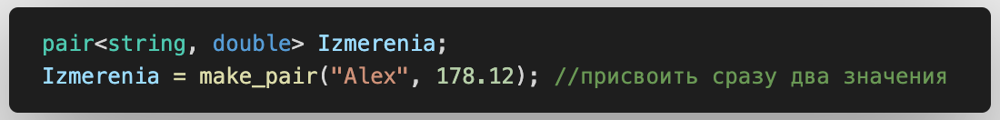 pair<string, double> Izmerenia;
Izmerenia = make_pair("Alex", 178.12); //присвоить сразу два значения